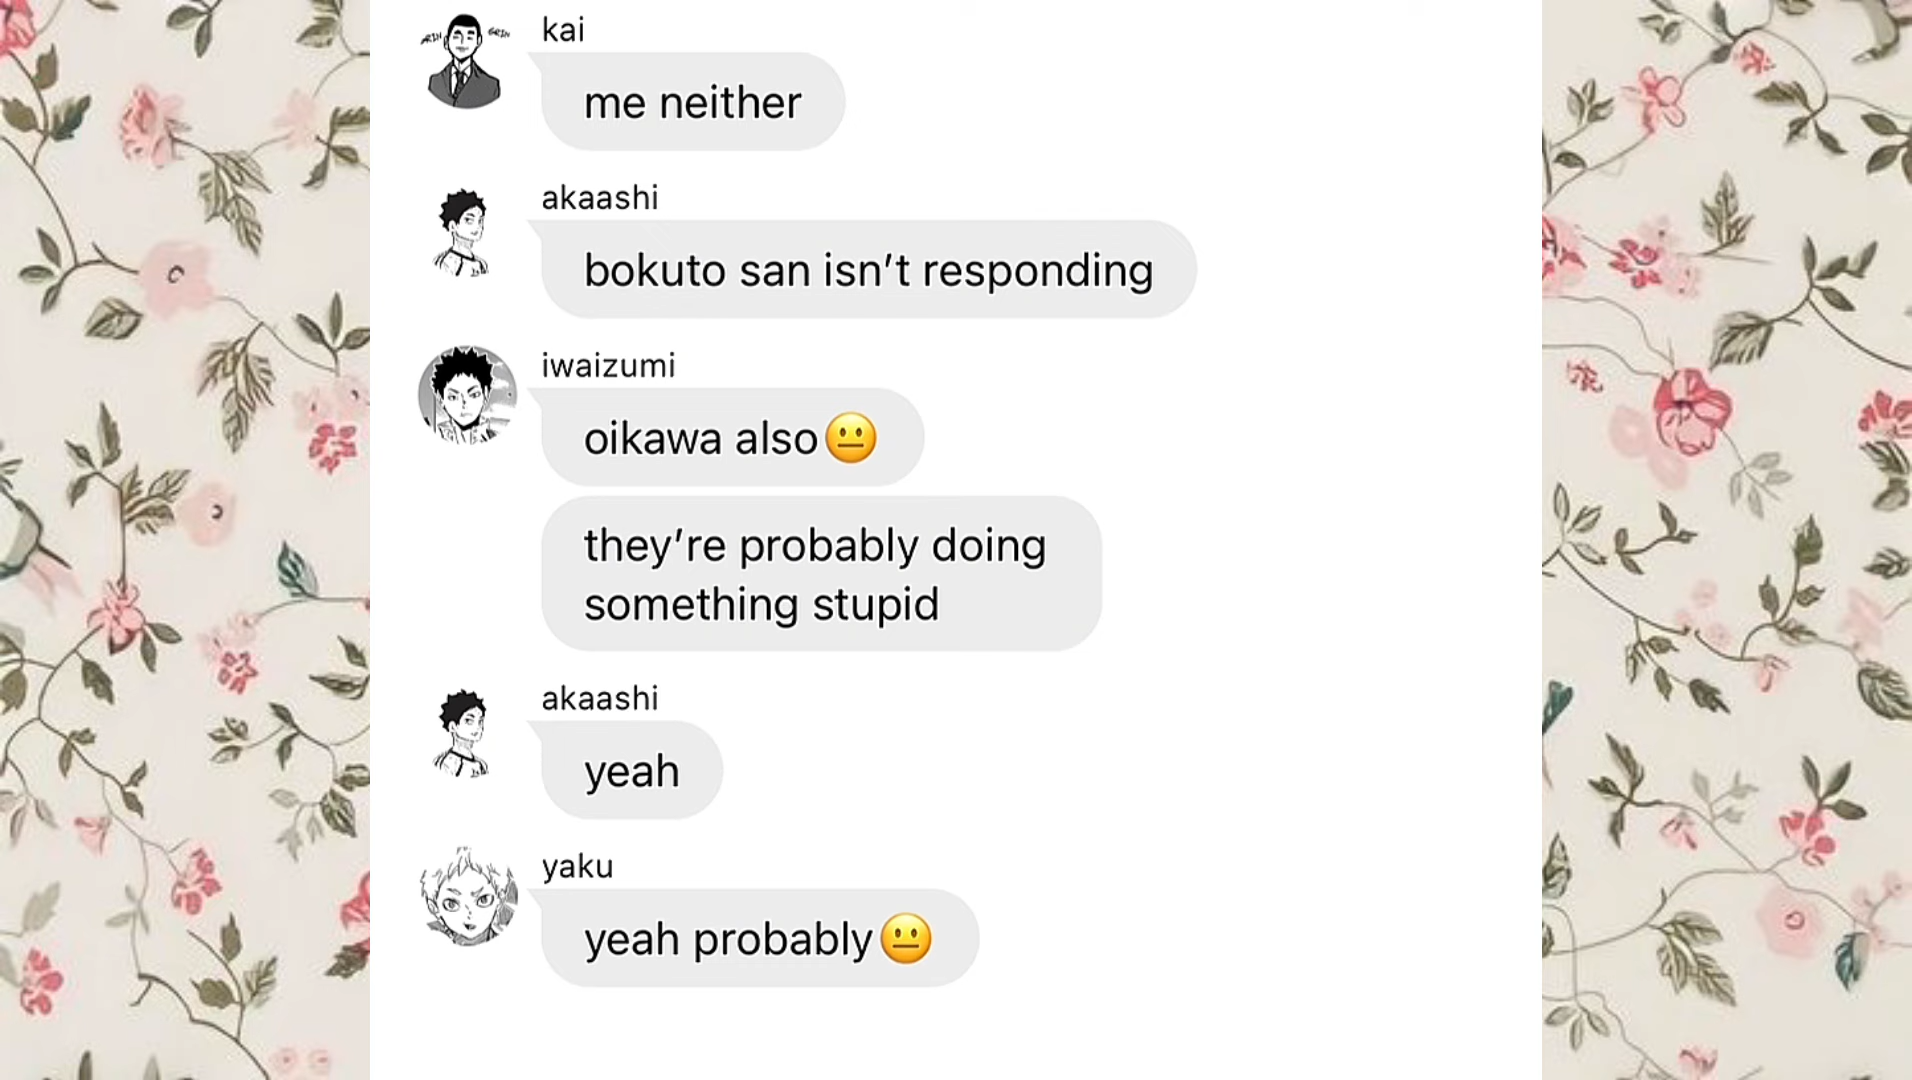 kai
me neither
akaashi
bokuto san isn’t responding
iwaizumi
oikawa also😐
they’re probably doing
something stupid
akaashi
yeah
yaku
yeah probably😐